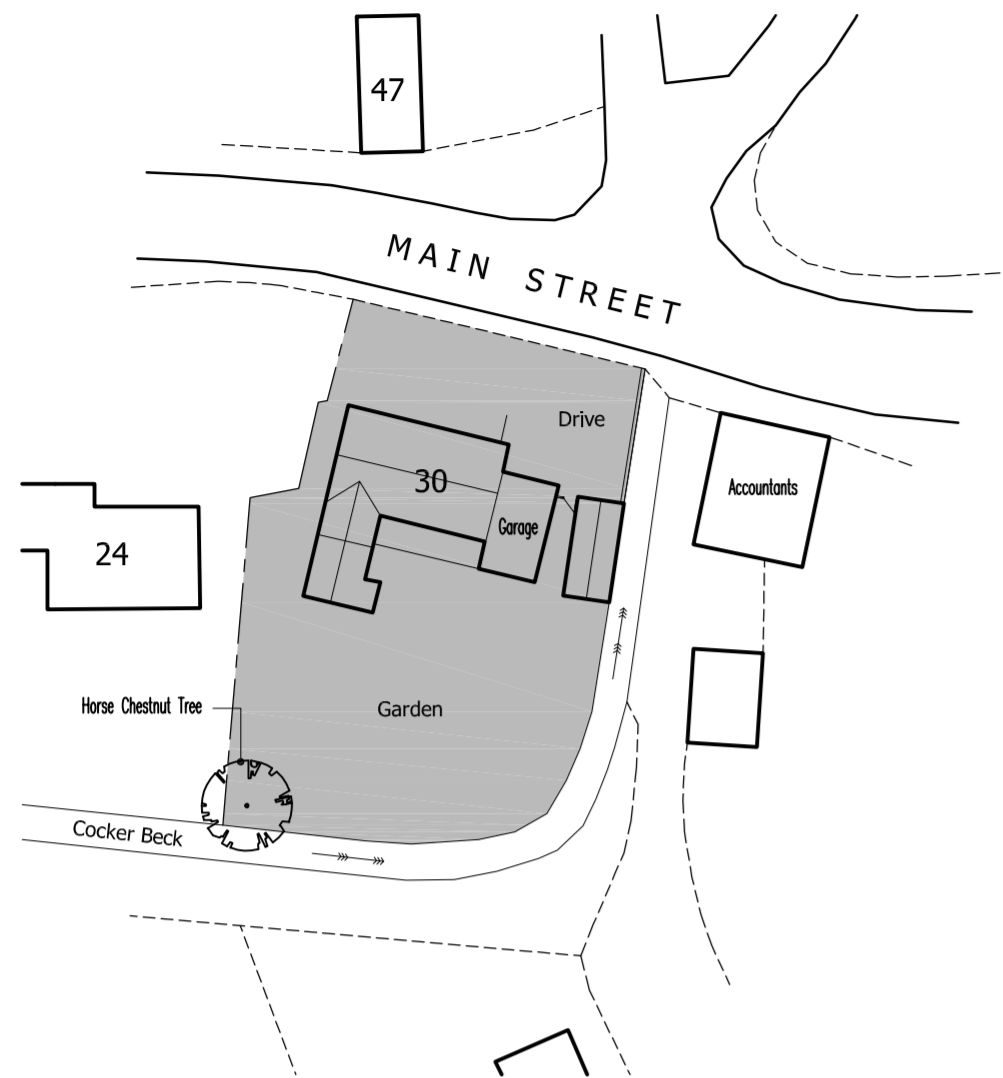 47
MAIN STREET
Drive
30
Accountants
Garage
24
Horse Chestnut Tree
Garden
Cocker Beck